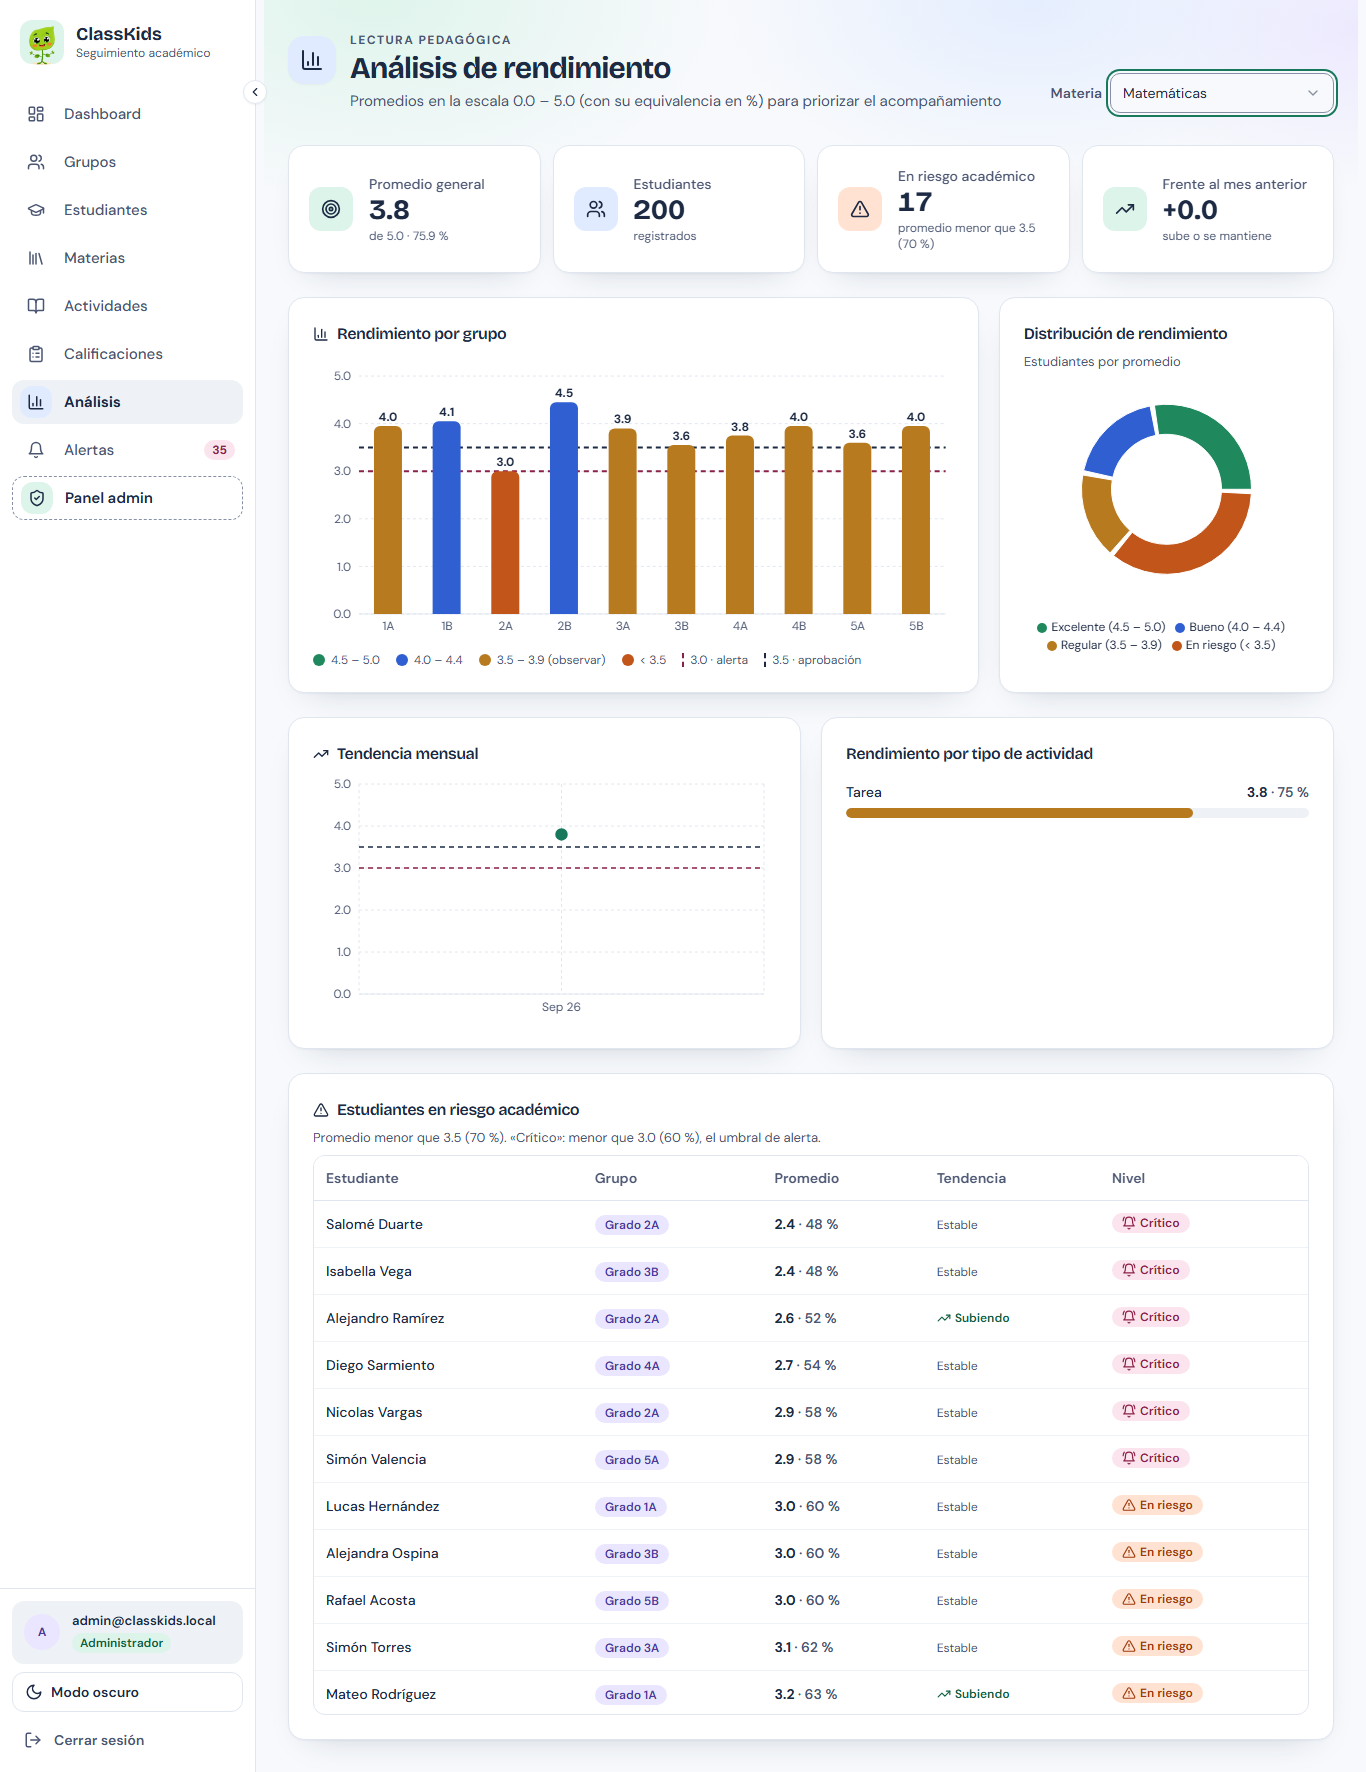 ClassKids
Seguimiento académico
Dashboard
Grupos
Estudiantes
Materias
Actividades
Calificaciones
Análisis
Alertas 35
Panel admin
admin@classkids.local
A
Administrador
Modo oscuro
Cerrar sesión
LECTURA PEDAGÓGICA
Análisis de rendimiento
Promedios en la escala 0.0 – 5.0 (con su equivalencia en %) para priorizar el acompañamiento
Materia Matemáticas
Promedio general
3.8
de 5.0 · 75.9 %
Estudiantes
200
registrados
En riesgo académico
17
promedio menor que 3.5
(70 %)
Frente al mes anterior
+0.0
sube o se mantiene
Rendimiento por grupo
5.0
4.0
3.0
2.0
1.0
0.0
4.0 4.1 3.0 4.5 3.9 3.6 3.8 4.0 3.6 4.0
1A 1B 2A 2B 3A 3B 4A 4B 5A 5B
4.5 – 5.0 4.0 – 4.4 3.5 – 3.9 (observar) < 3.5 3.0 · alerta 3.5 · aprobación
Distribución de rendimiento
Estudiantes por promedio
Excelente (4.5 – 5.0) Bueno (4.0 – 4.4)
Regular (3.5 – 3.9) En riesgo (< 3.5)
Tendencia mensual
5.0
4.0
3.0
2.0
1.0
0.0
Sep 26
Rendimiento por tipo de actividad
Tarea 3.8 · 75 %
Estudiantes en riesgo académico
Promedio menor que 3.5 (70 %). «Crítico»: menor que 3.0 (60 %), el umbral de alerta.
Estudiante Grupo Promedio Tendencia Nivel
Salomé Duarte Grado 2A 2.4 · 48 % Estable Crítico
Isabella Vega Grado 3B 2.4 · 48 % Estable Crítico
Alejandro Ramírez Grado 2A 2.6 · 52 % Subiendo Crítico
Diego Sarmiento Grado 4A 2.7 · 54 % Estable Crítico
Nicolas Vargas Grado 2A 2.9 · 58 % Estable Crítico
Simón Valencia Grado 5A 2.9 · 58 % Estable Crítico
Lucas Hernández Grado 1A 3.0 · 60 % Estable En riesgo
Alejandra Ospina Grado 3B 3.0 · 60 % Estable En riesgo
Rafael Acosta Grado 5B 3.0 · 60 % Estable En riesgo
Simón Torres Grado 3A 3.1 · 62 % Estable En riesgo
Mateo Rodríguez Grado 1A 3.2 · 63 % Subiendo En riesgo